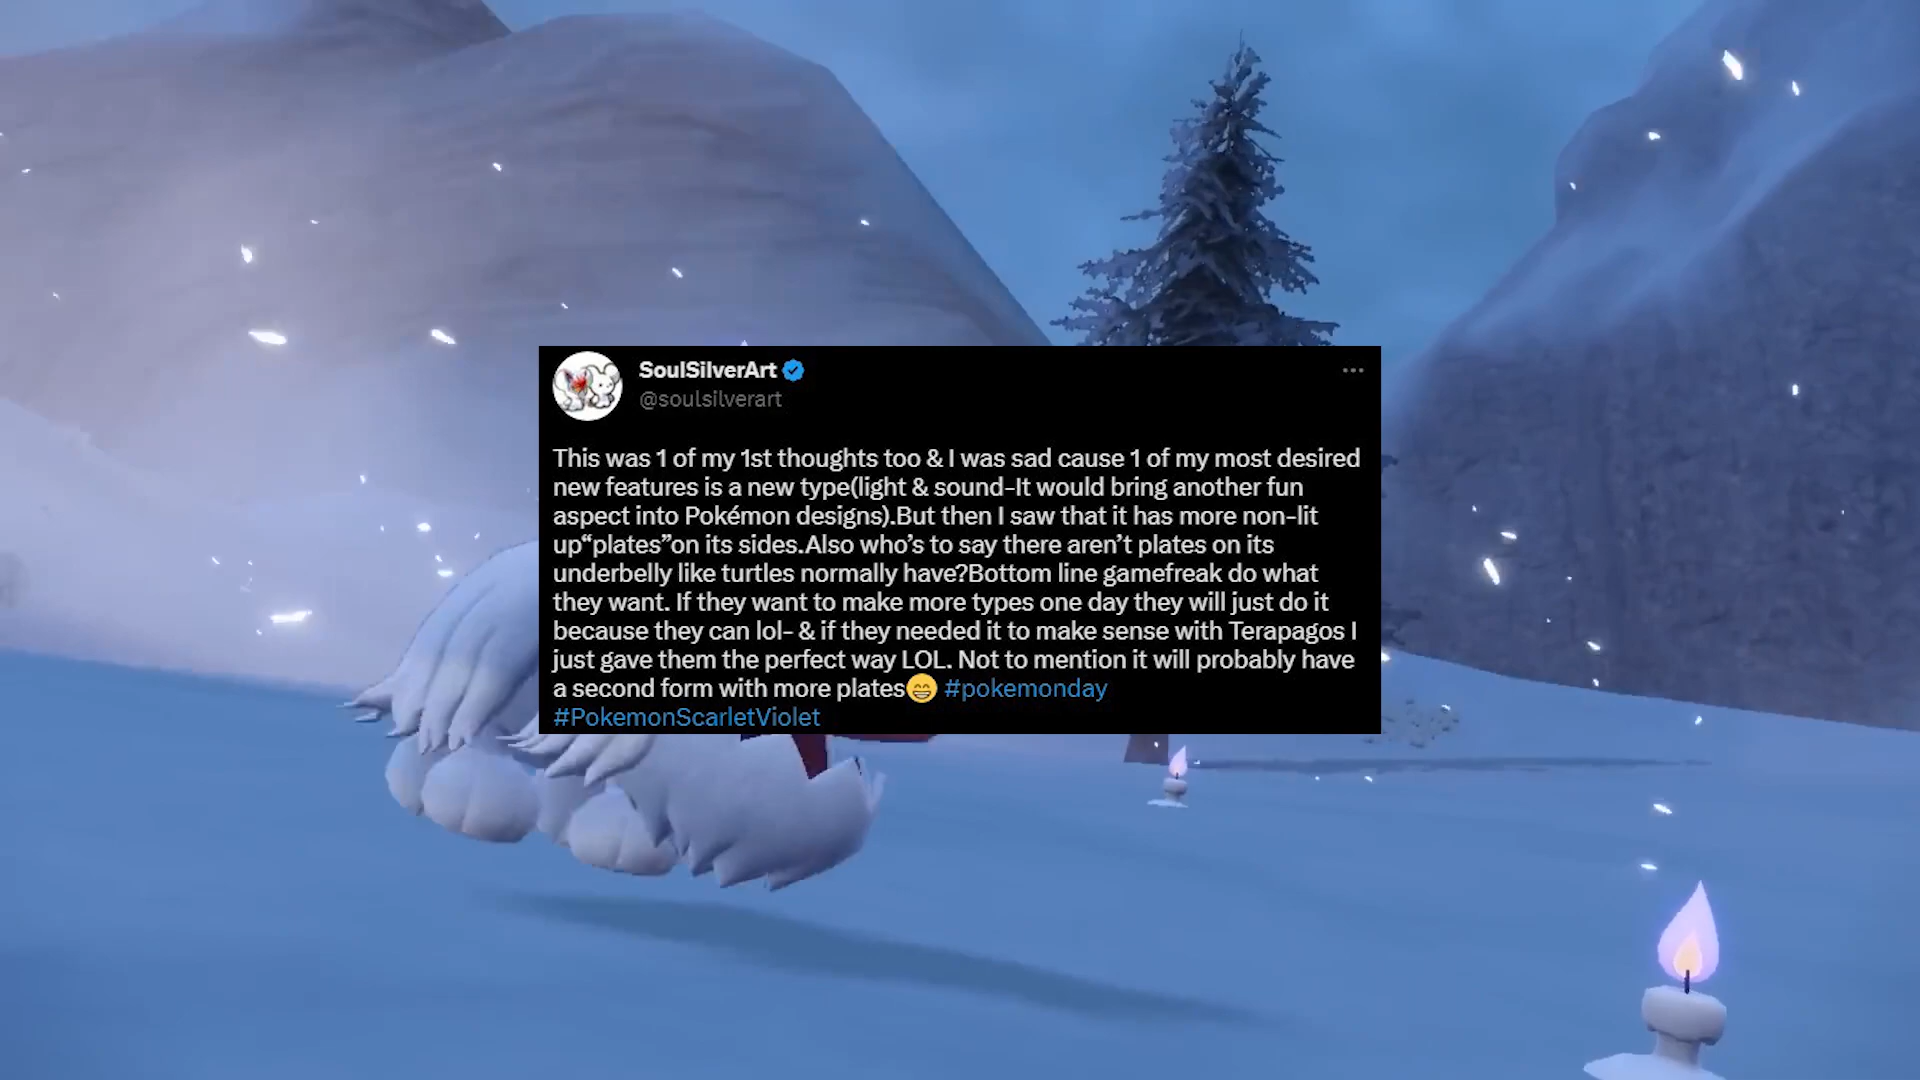 SoulSilverArt
@soulsilverart
This was 1 of my 1st thoughts too & I was sad cause 1 of my most desired
new features is a new type(light & sound-It would bring another fun
aspect into Pokémon designs).But then I saw that it has more non-lit
up“plates”on its sides.Also who’s to say there aren’t plates on its
underbelly like turtles normally have?Bottom line gamefreak do what
they want. If they want to make more types one day they will just do it
because they can lol- & if they needed it to make sense with Terapagos I
just gave them the perfect way LOL. Not to mention it will probably have
a second form with more plates😁 #pokemonday
#PokemonScarletViolet